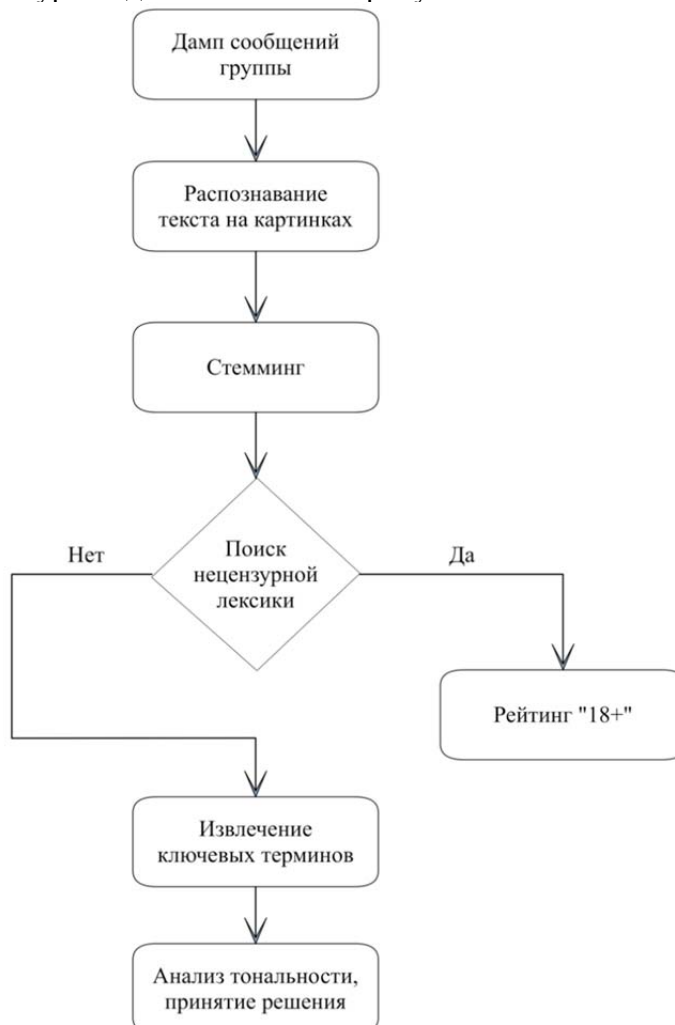 Дамп сообщений
группы
Распознавание
текста на картинках
Стемминг
Нет
Поиск
нецензурной
лексики
Да
Рейтинг "18+"
Извлечение
ключевых терминов
Анализ тональности,
принятие решения